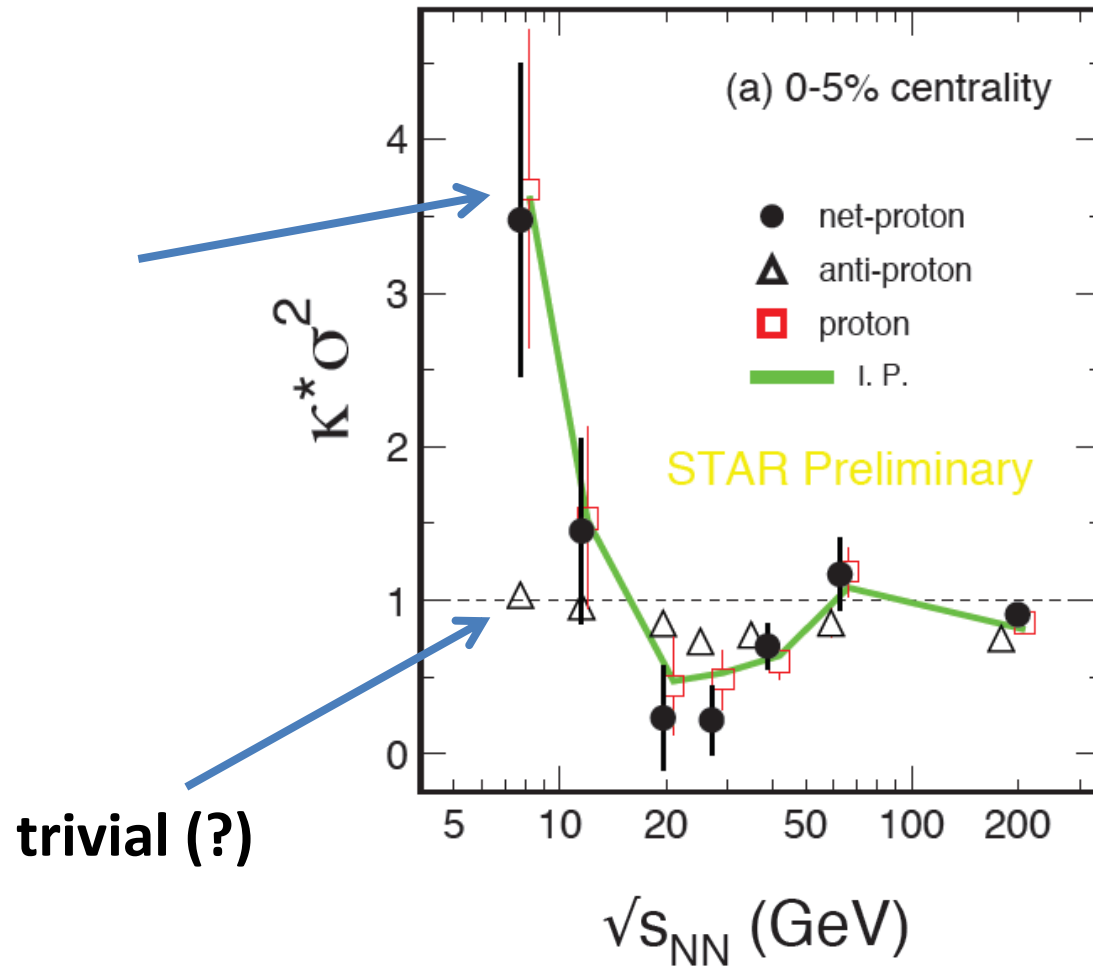 (a) 0-5% centrality
net-proton
anti-proton
proton
I. P.
STAR Preliminary
κ*σ²
4
3
2
1
0
5 10 20 50 100 200
√sNN (GeV)
trivial (?)